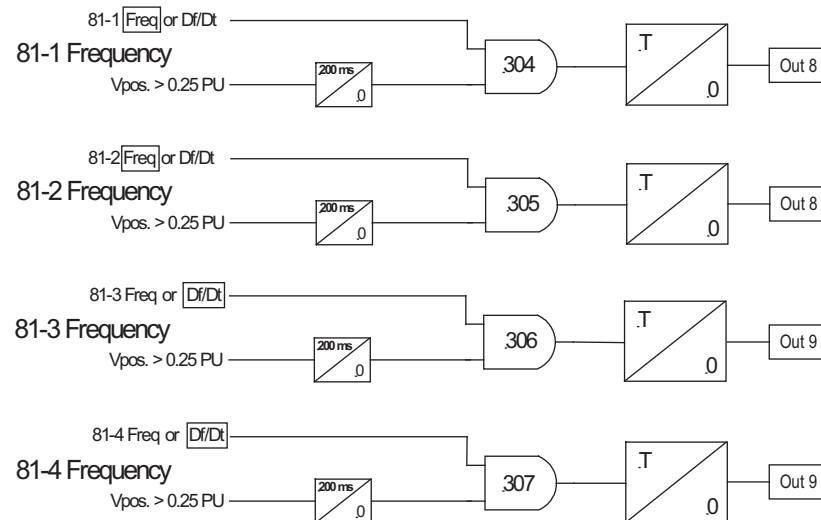 81-1 Freq or Df/Dt
81-1 Frequency
Vpos. > 0.25 PU
200 ms
0
304
T
0
Out 8
81-2 Freq or Df/Dt
81-2 Frequency
Vpos. > 0.25 PU
200 ms
0
305
T
0
Out 8
81-3 Freq or Df/Dt
81-3 Frequency
Vpos. > 0.25 PU
200 ms
0
306
T
0
Out 9
81-4 Freq or Df/Dt
81-4 Frequency
Vpos. > 0.25 PU
200 ms
0
307
T
0
Out 9